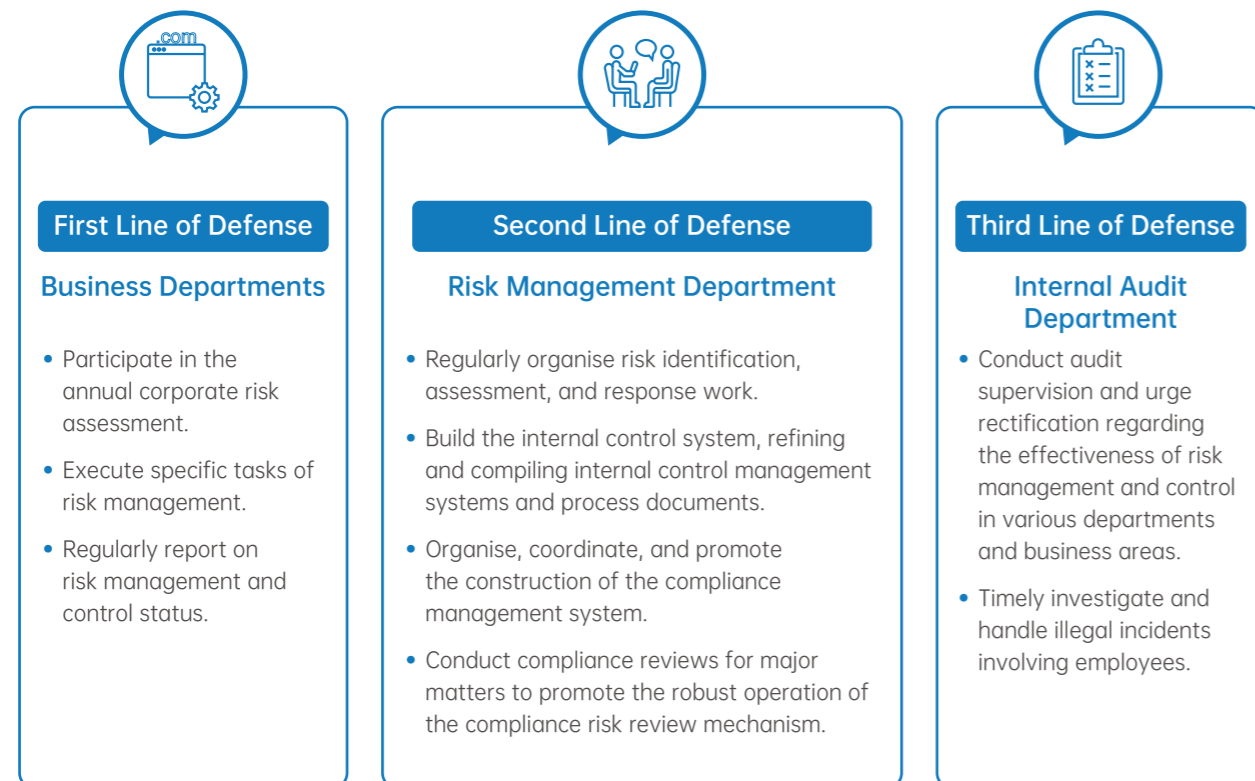 .com
First Line of Defense
Business Departments
• Participate in the
annual corporate risk
assessment.
• Execute specific tasks of
risk management.
• Regularly report on
risk management and
control status.
Second Line of Defense
Risk Management Department
• Regularly organise risk identification,
assessment, and response work.
• Build the internal control system, refining
and compiling internal control management
systems and process documents.
• Organise, coordinate, and promote
the construction of the compliance
management system.
• Conduct compliance reviews for major
matters to promote the robust operation of
the compliance risk review mechanism.
Third Line of Defense
Internal Audit
Department
• Conduct audit
supervision and urge
rectification regarding
the effectiveness of risk
management and control
in various departments
and business areas.
• Timely investigate and
handle illegal incidents
involving employees.